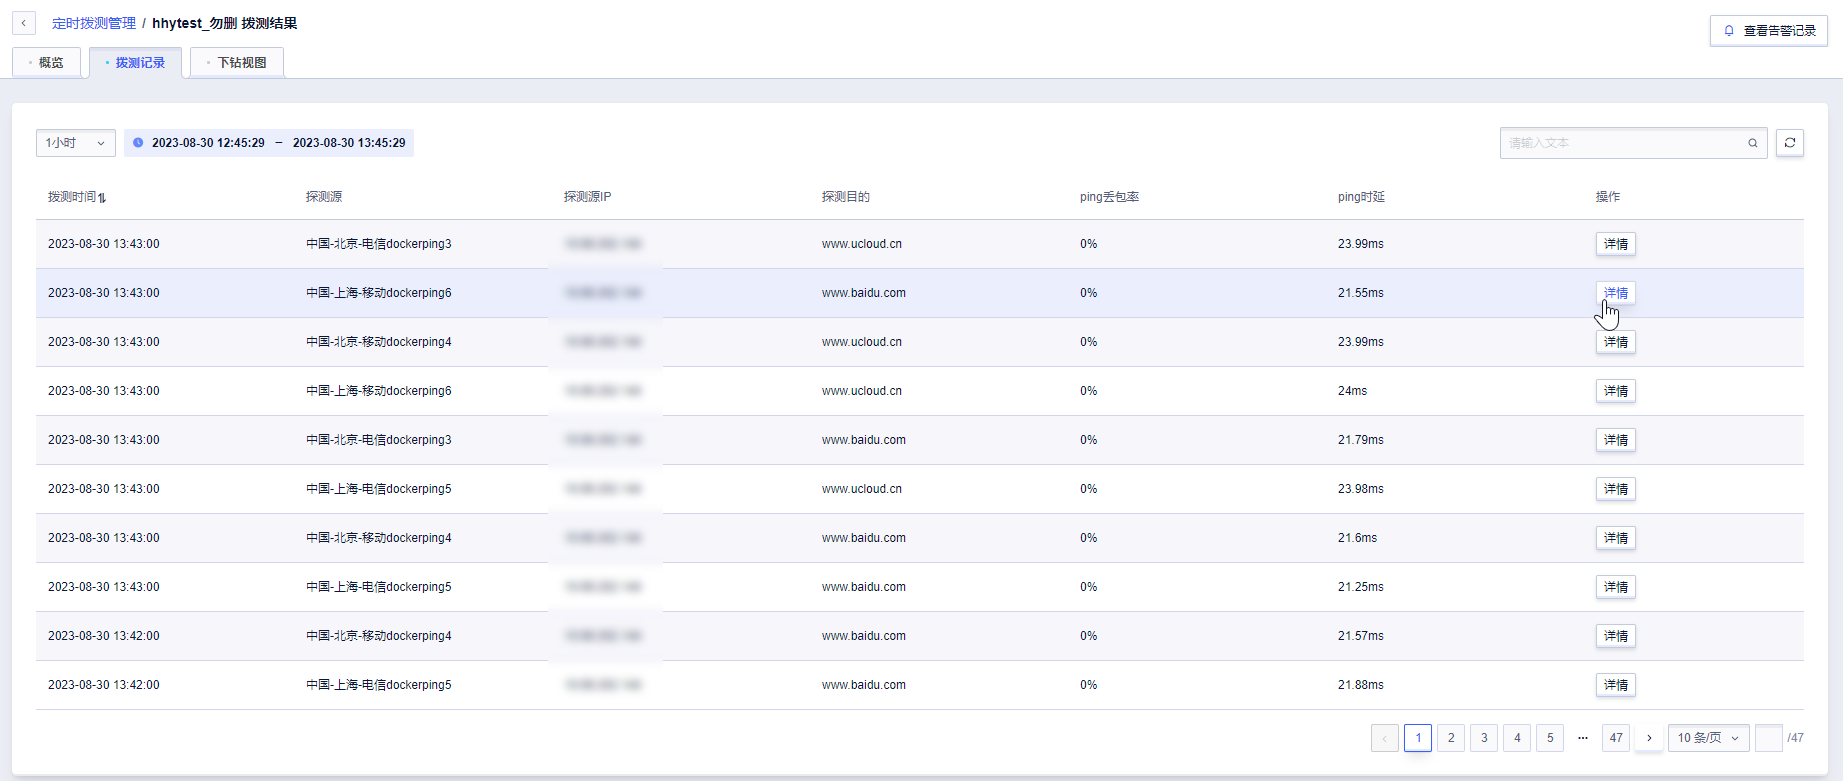 定时拨测管理 / hhytest_勿删 拨测结果
查看告警记录
概览 拨测记录 下钻视图
1小时 2023-08-30 12:45:29 – 2023-08-30 13:45:29 请输入文本
拨测时间 探测源 探测源IP 探测目的 ping丢包率 ping时延 操作
2023-08-30 13:43:00 中国-北京-电信dockerping3 www.ucloud.cn 0% 23.99ms 详情
2023-08-30 13:43:00 中国-上海-移动dockerping6 www.baidu.com 0% 21.55ms 详情
2023-08-30 13:43:00 中国-北京-移动dockerping4 www.ucloud.cn 0% 23.99ms 详情
2023-08-30 13:43:00 中国-上海-移动dockerping6 www.ucloud.cn 0% 24ms 详情
2023-08-30 13:43:00 中国-北京-电信dockerping3 www.baidu.com 0% 21.79ms 详情
2023-08-30 13:43:00 中国-上海-电信dockerping5 www.ucloud.cn 0% 23.98ms 详情
2023-08-30 13:43:00 中国-北京-移动dockerping4 www.baidu.com 0% 21.6ms 详情
2023-08-30 13:43:00 中国-上海-电信dockerping5 www.baidu.com 0% 21.25ms 详情
2023-08-30 13:42:00 中国-北京-移动dockerping4 www.baidu.com 0% 21.57ms 详情
2023-08-30 13:42:00 中国-上海-电信dockerping5 www.baidu.com 0% 21.88ms 详情
1 2 3 4 5 ··· 47 10 条/页 /47